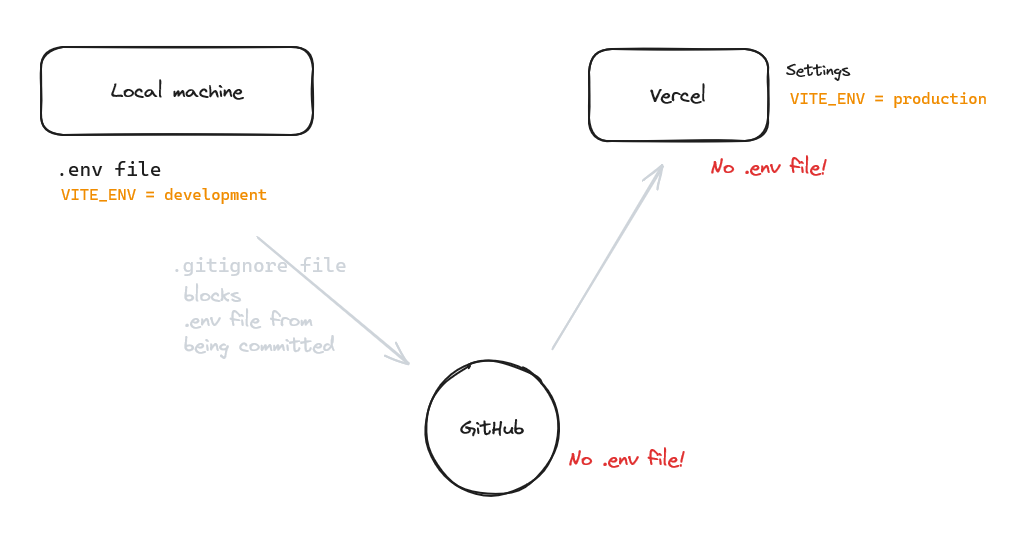 Local machine
.env file
VITE_ENV = development
.gitignore file
blocks
.env file from
being committed
GitHub
No .env file!
Vercel
Settings
VITE_ENV = production
No .env file!